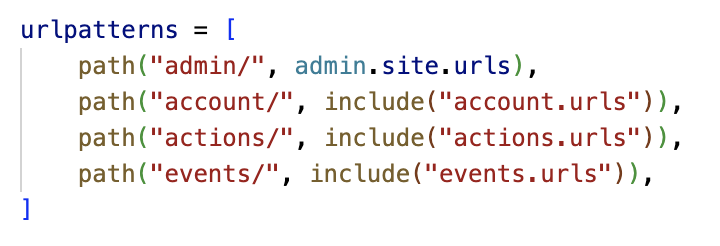 urlpatterns = [
    path("admin/", admin.site.urls),
    path("account/", include("account.urls")),
    path("actions/", include("actions.urls")),
    path("events/", include("events.urls")),
]